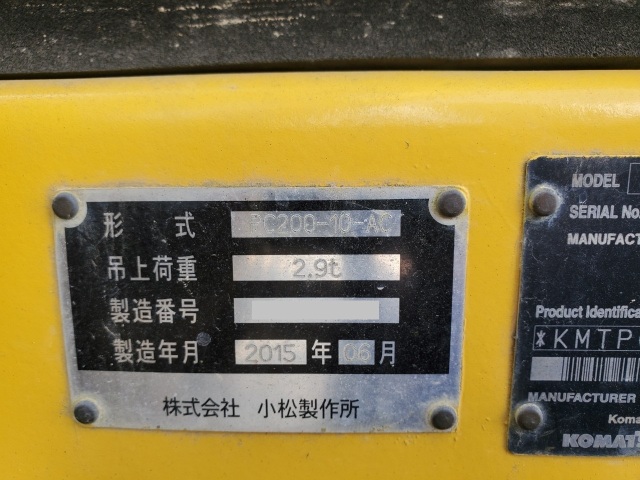 形 式 PC200-10-AC
吊上荷重 2.9t
製造番号
製造年月 2015 年 06 月
株式会社 小松製作所
MODEL
SERIAL No.
MANUFACT
Product Identifica
*KMTP
MANUFACTURER
Koma
KOMAT